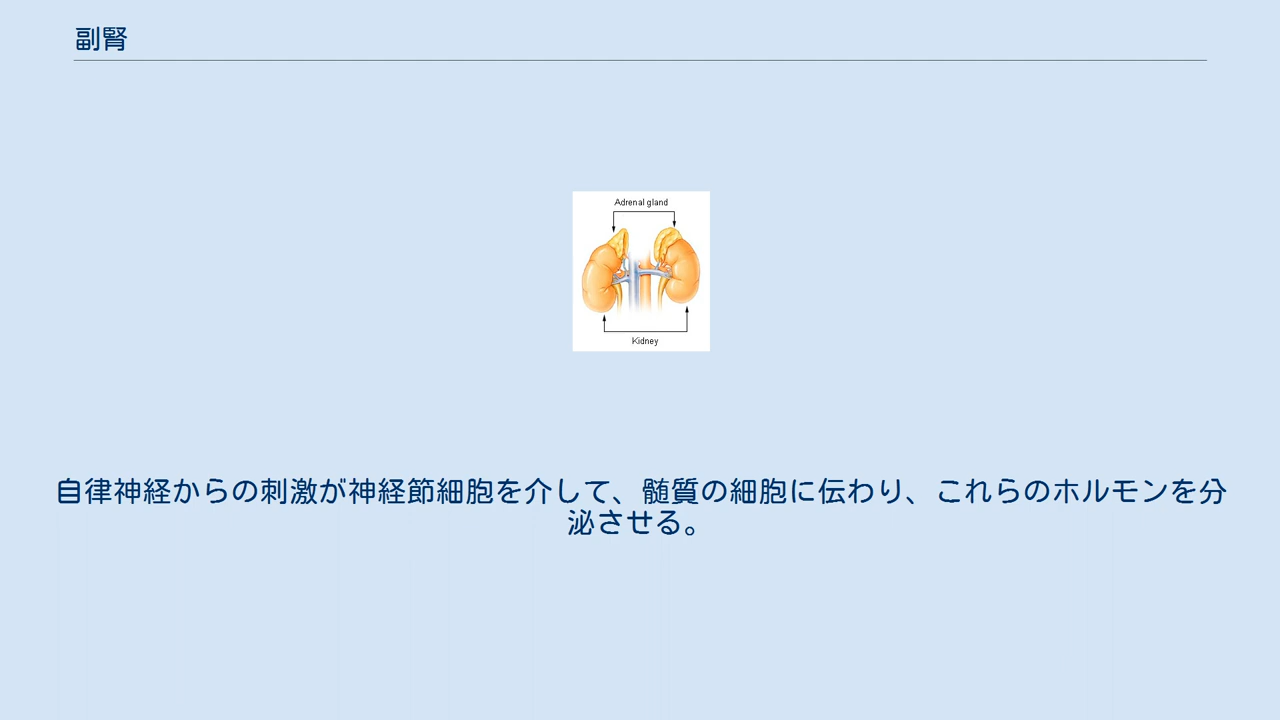 副腎
Adrenal gland
Kidney
自律神経からの刺激が神経節細胞を介して、髄質の細胞に伝わり、これらのホルモンを分
泌させる。